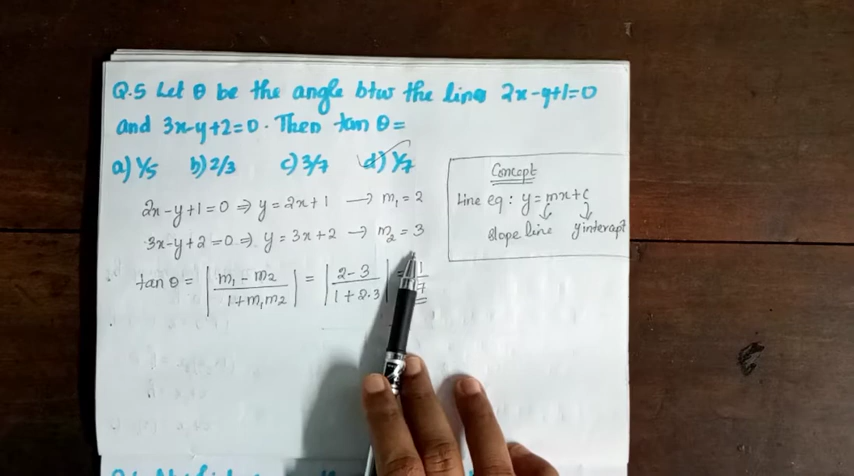 Q.5 Let θ be the angle btw the lines 2x-y+1=0
and 3x-y+2=0. Then tan θ=
a) 1/5 b) 2/3 c) 3/7 d) 1/7
2x-y+1=0 ⇒ y=2x+1 → m₁=2
3x-y+2=0 ⇒ y=3x+2 → m₂=3
tan θ = |(m₁-m₂)/(1+m₁m₂)| = |(2-3)/(1+2·3)| = 1/7
Concept
Line eq: y=mx+c
slope line yintercept